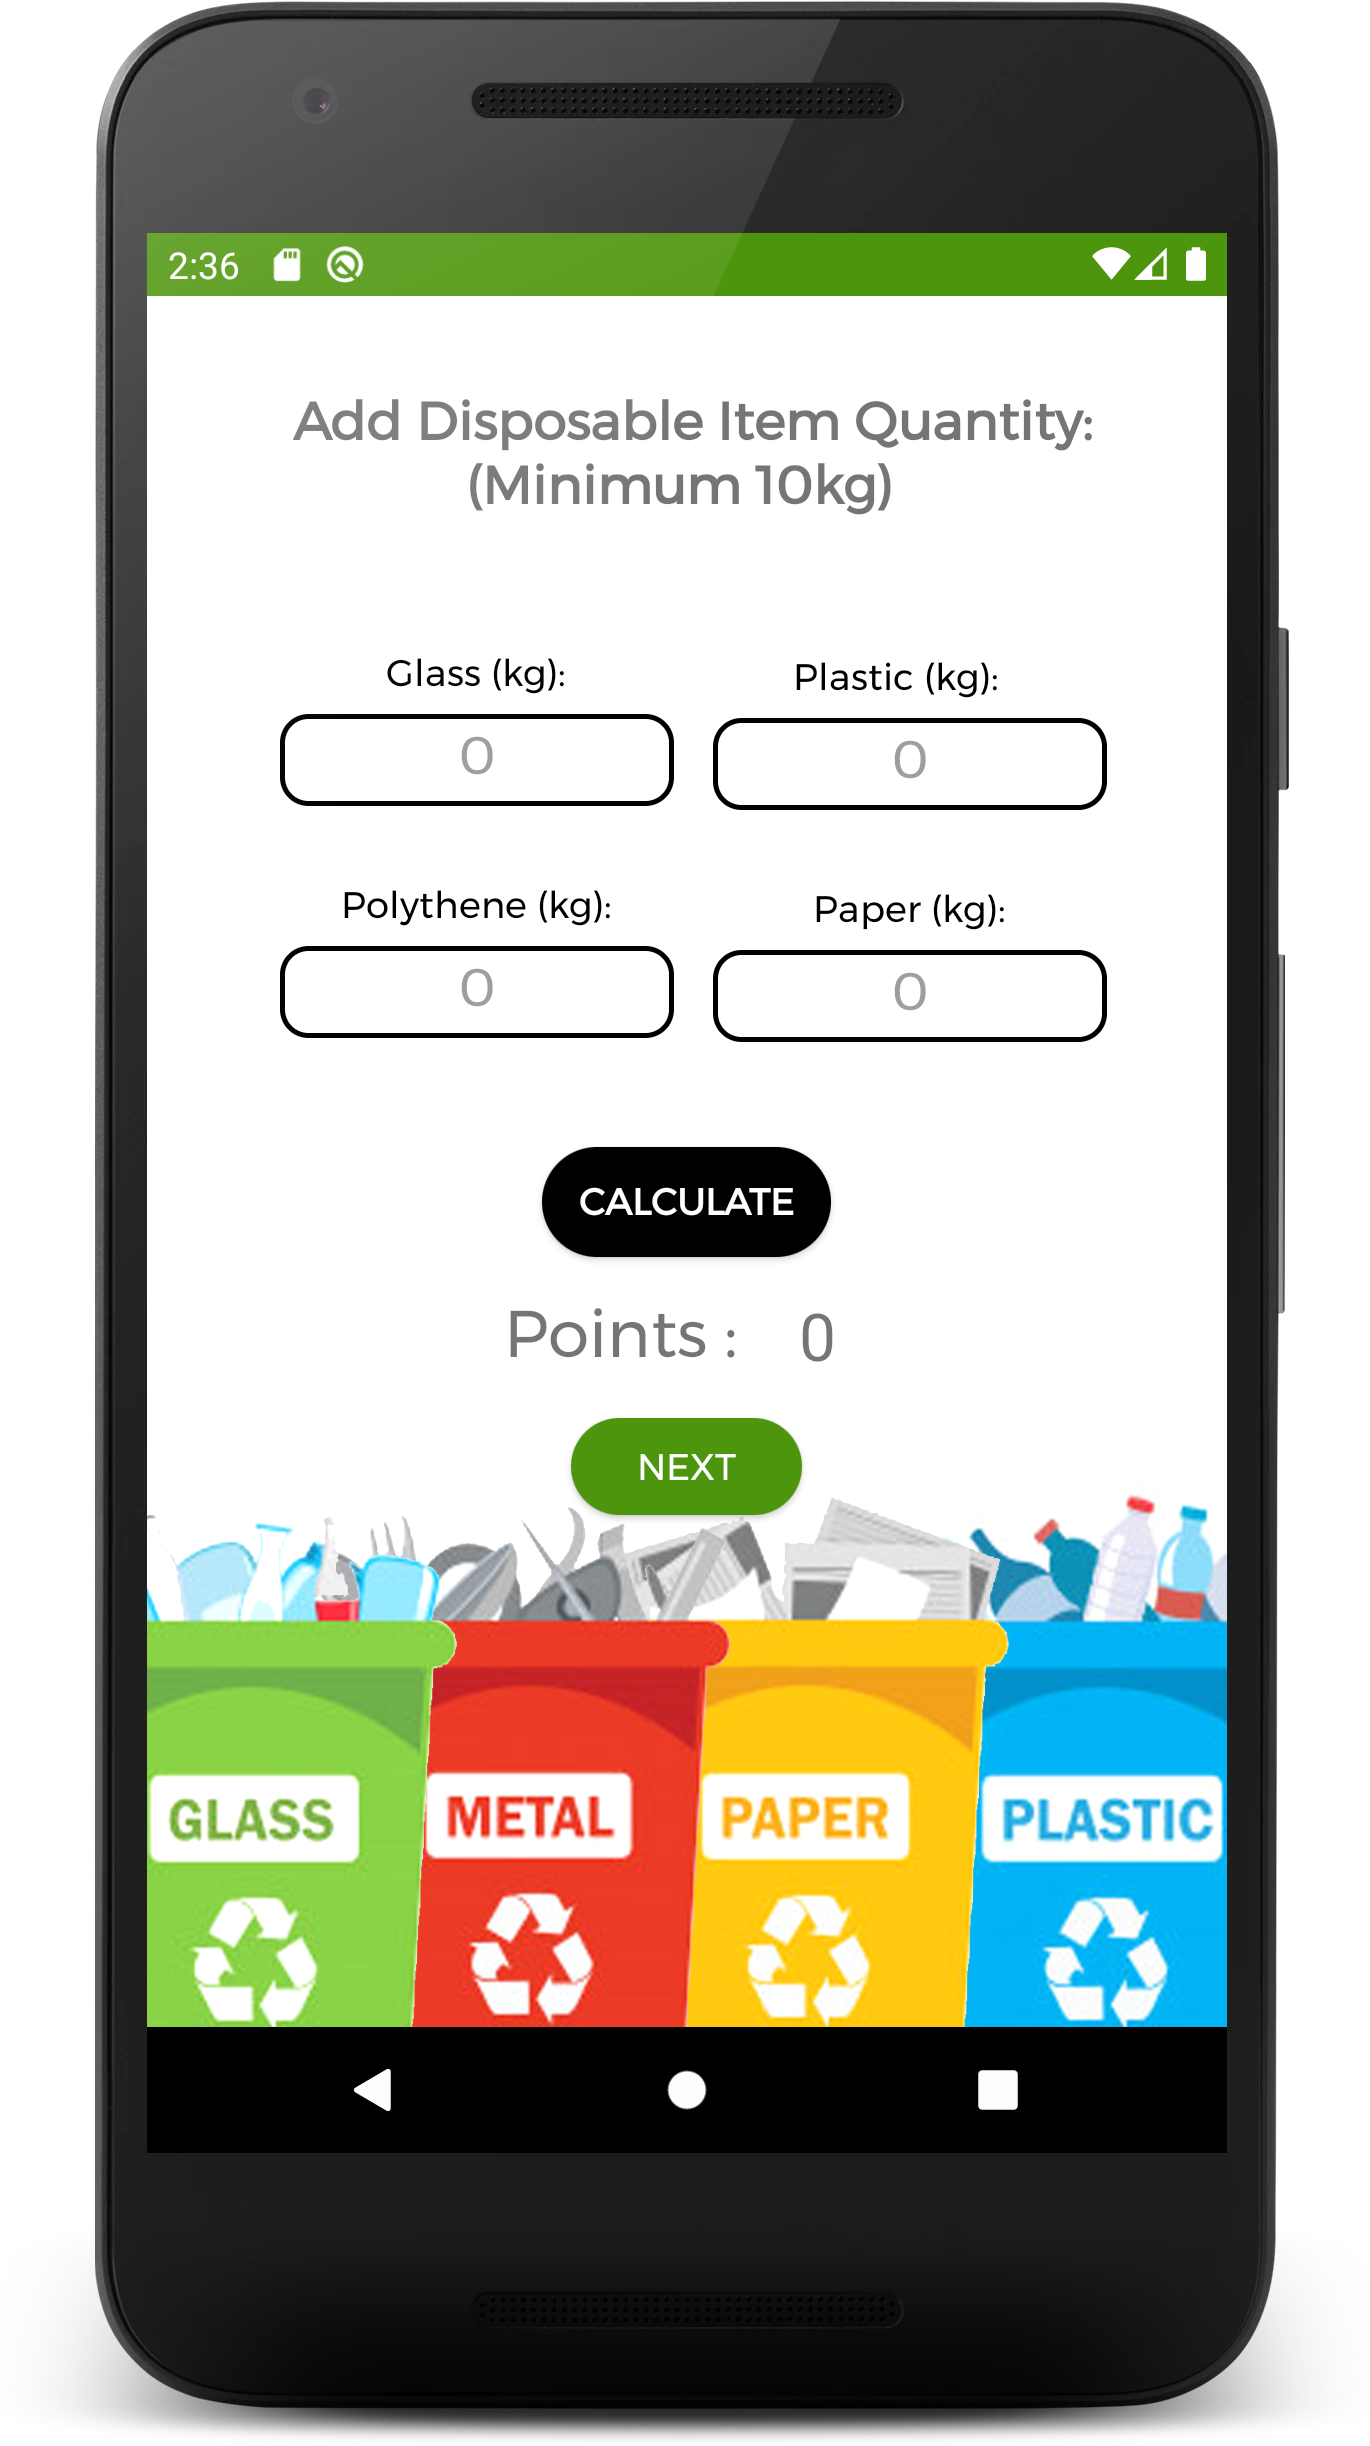 2:36
Add Disposable Item Quantity:
(Minimum 10kg)
Glass (kg):
Plastic (kg):
0
0
Polythene (kg):
Paper (kg):
0
0
CALCULATE
Points : 0
NEXT
GLASS
METAL
PAPER
PLASTIC